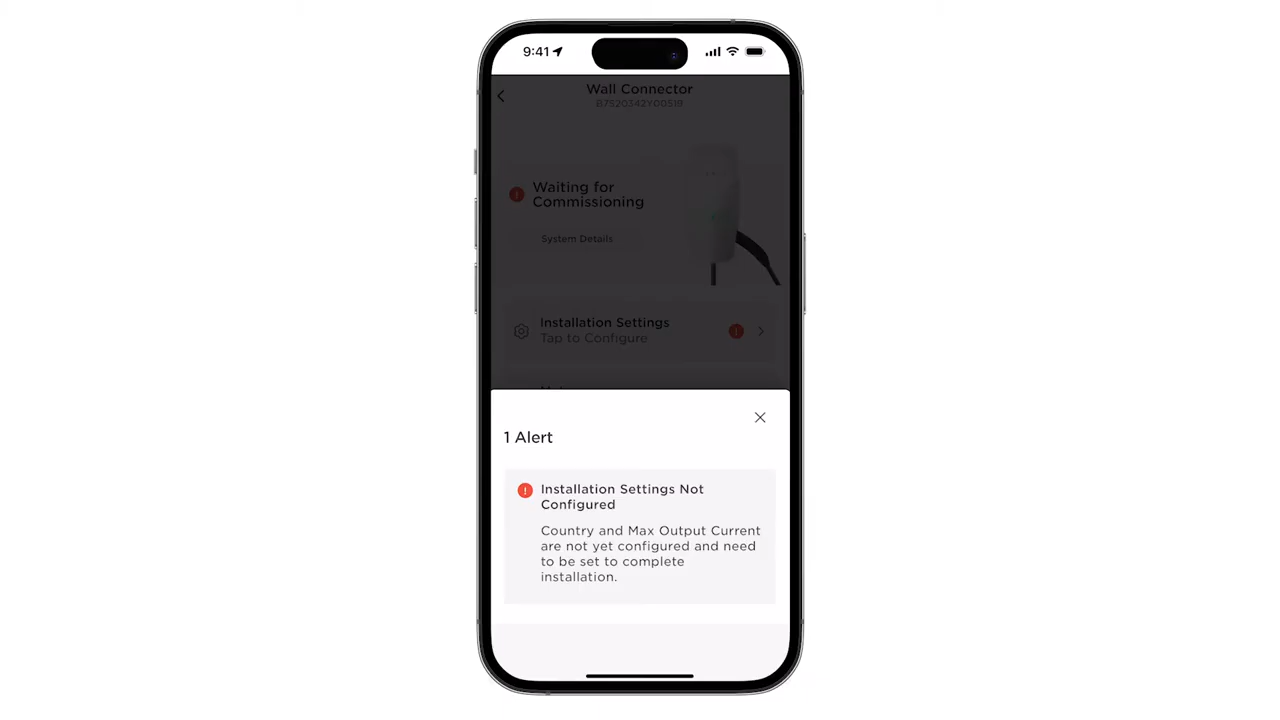 9:41
Wall Connector
B7S20342Y00519
Waiting for
Commissioning
System Details
Installation Settings
Tap to Configure
1 Alert
Installation Settings Not
Configured
Country and Max Output Current
are not yet configured and need
to be set to complete
installation.